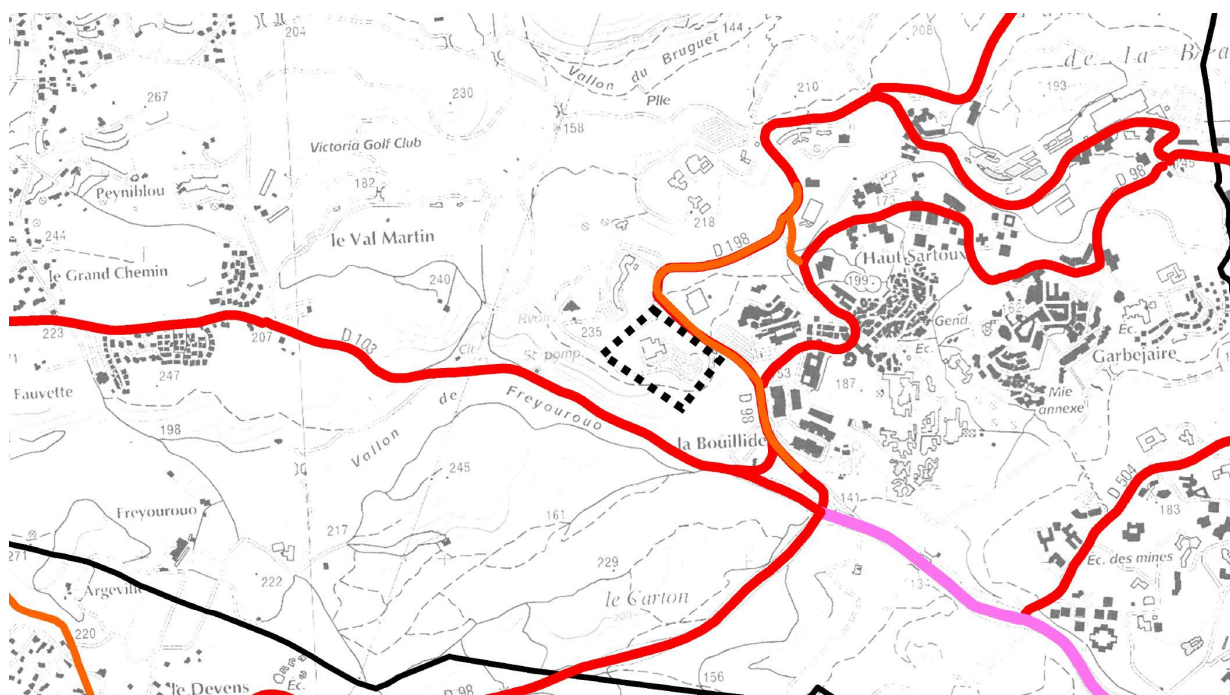 204
Vallon du Bruguet 144
208
de la
267
230
Plle
210
193
158
Victoria Golf Club
Peyniblou
182
173
D 98
145
218
244
le Val Martin
D 198
Haut Sartoux
le Grand Chemin
240
199
223
D 103
235
Gend
Ec.
207
St pomp.
Ec.
Garbejaire
247
Fauvette
Vallon de Freyourouo
D 98
187
Mie
annexe
198
la Bouillide
245
141
D 504
Freyourouo
217
161
183
271
222
229
Ec. des mines
Argeville
le Carton
220
le Devens
Ec.
D 98
156